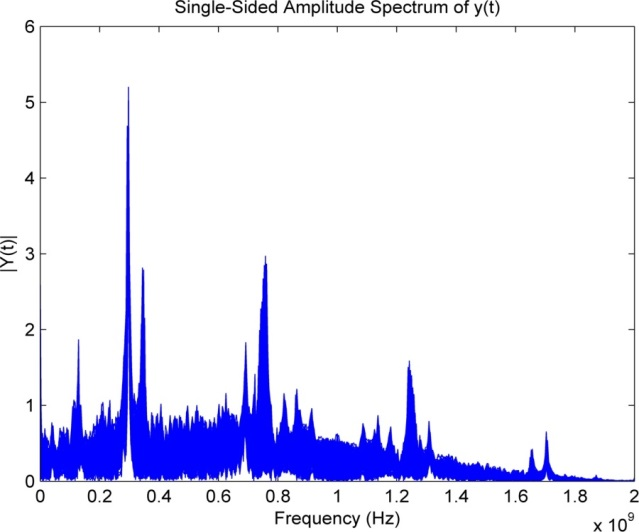 Single-Sided Amplitude Spectrum of y(t)
6
5
4
3
2
1
0
|Y(t)|
0 0.2 0.4 0.6 0.8 1 1.2 1.4 1.6 1.8 2
Frequency (Hz)
x 10^9